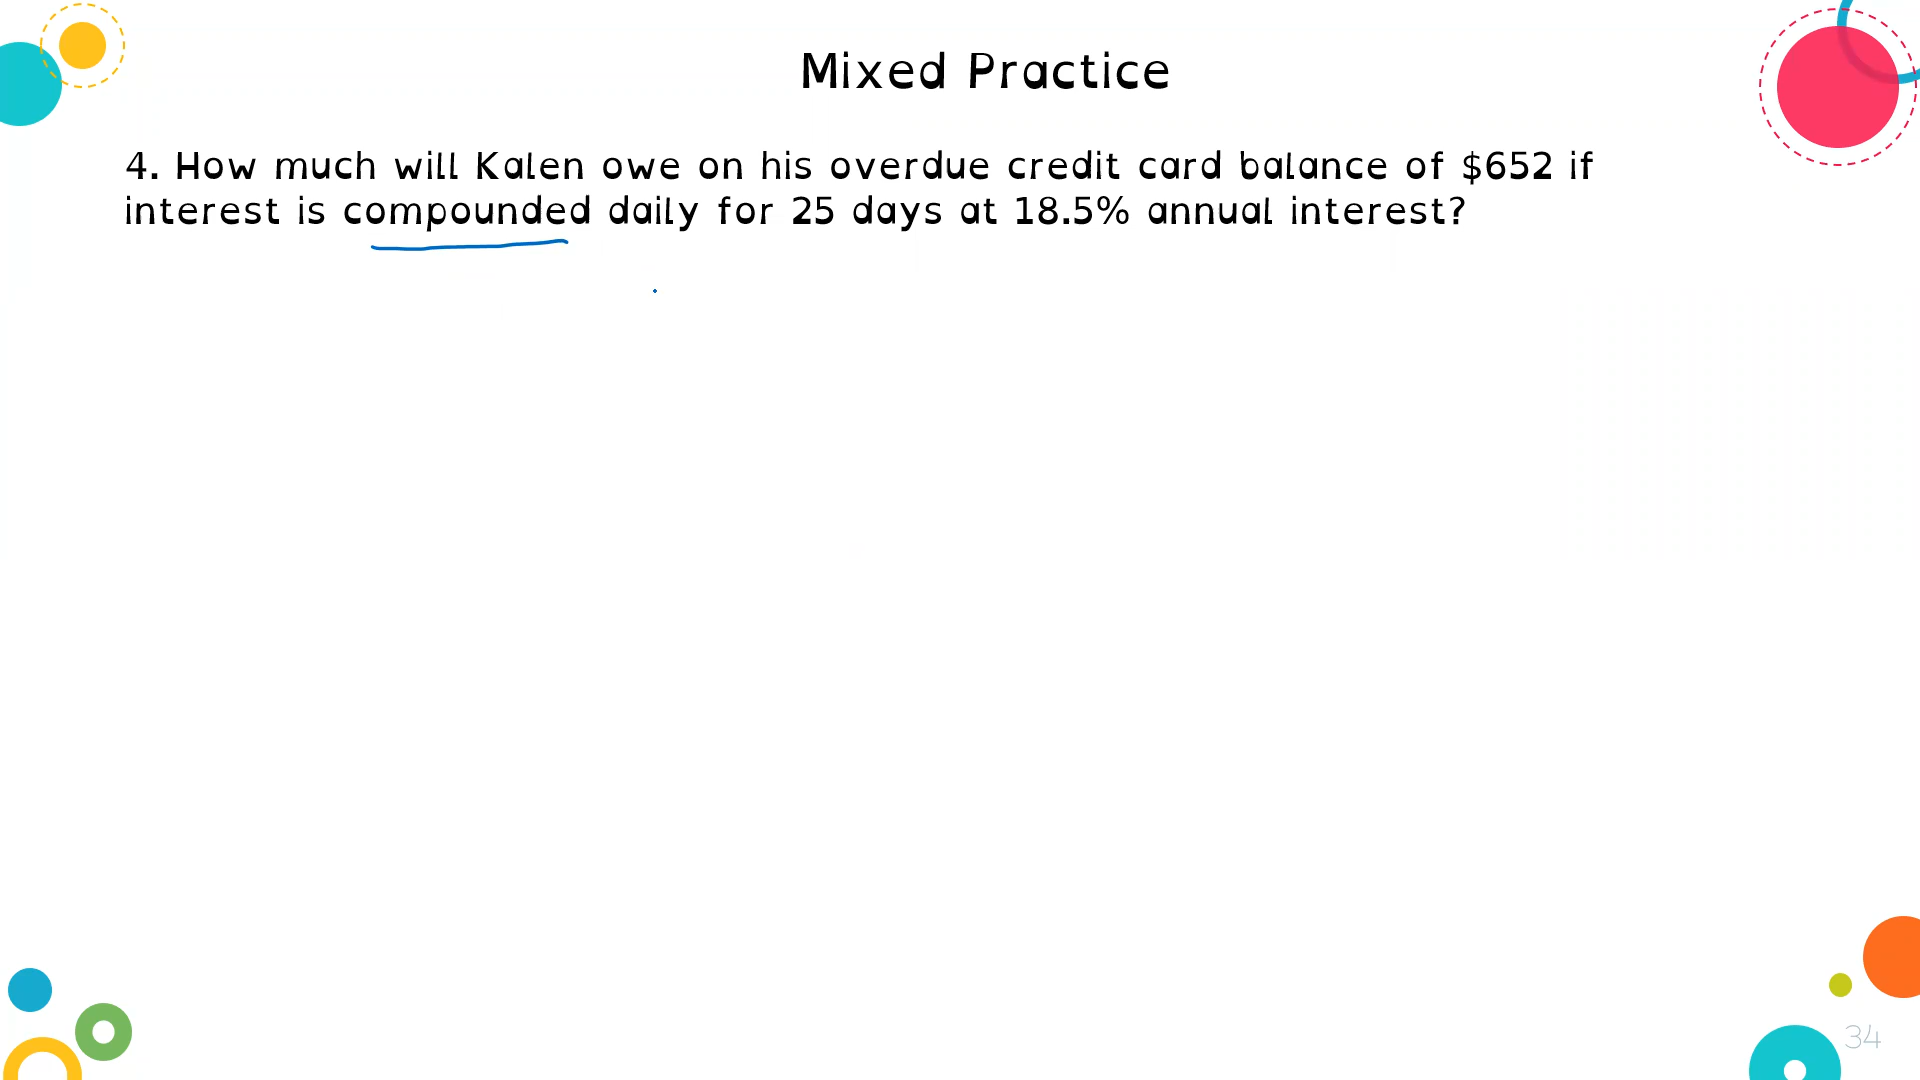 Mixed Practice
4. How much will Kalen owe on his overdue credit card balance of $652 if
interest is compounded daily for 25 days at 18.5% annual interest?
34